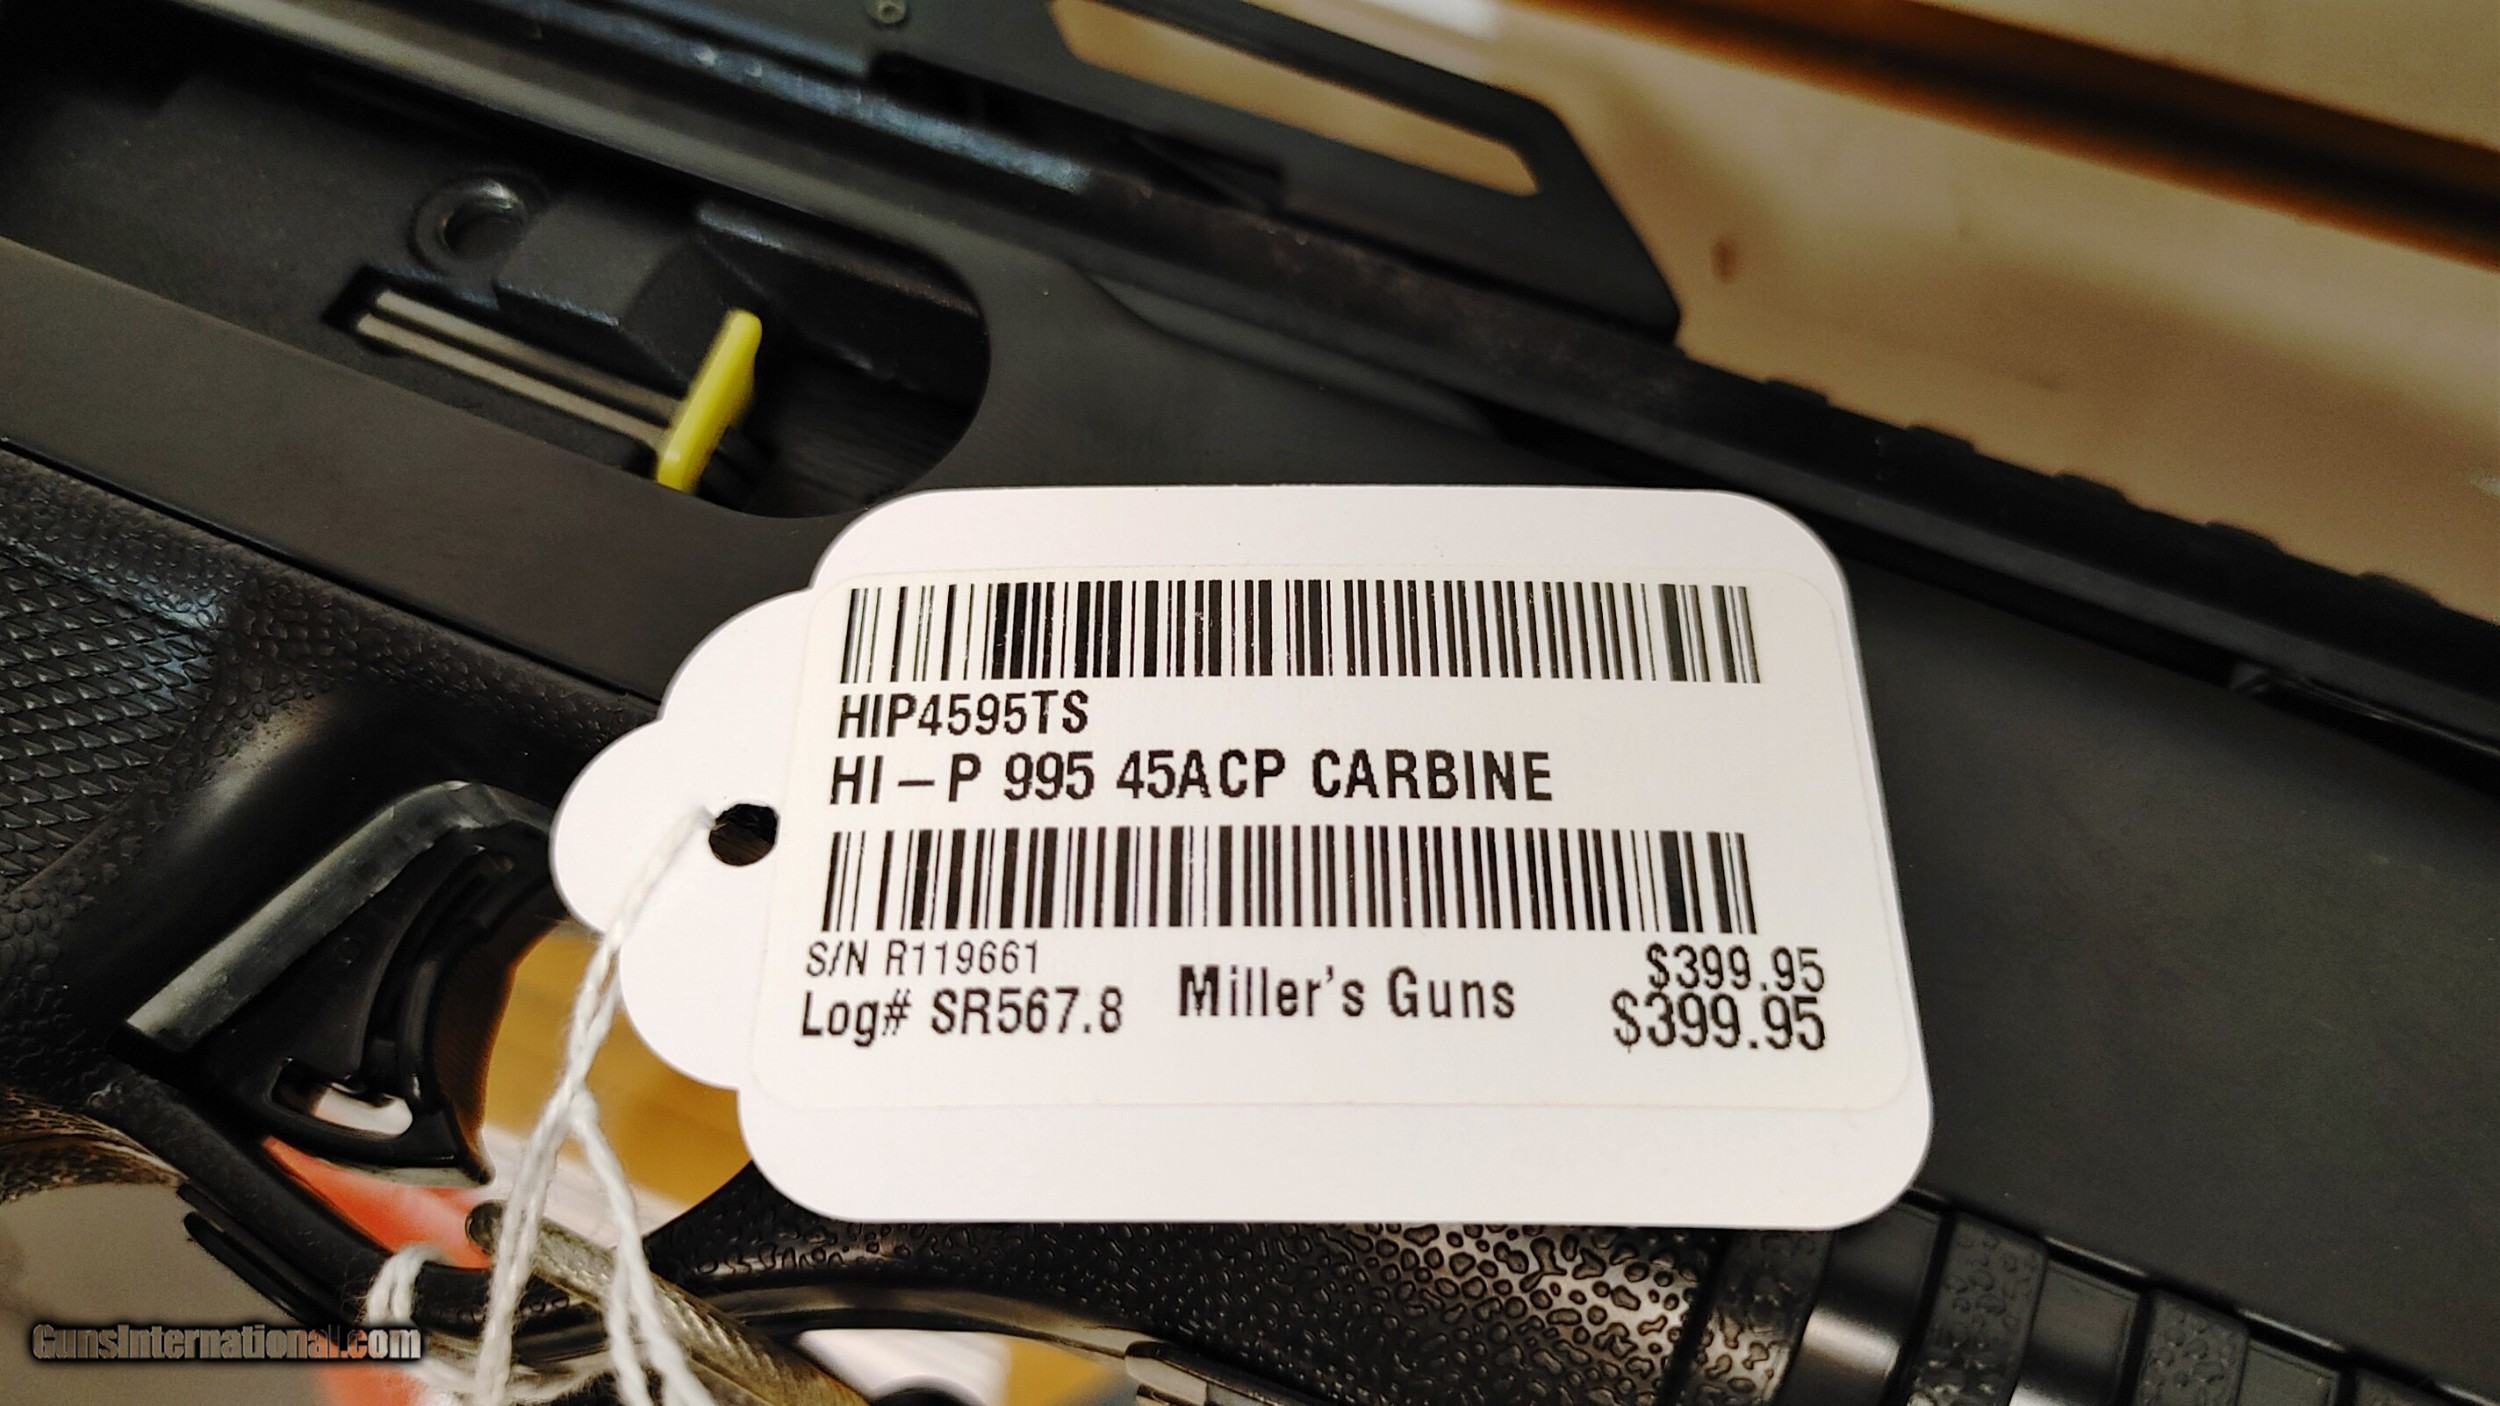 HIP4595TS
HI-P 995 45ACP CARBINE
S/N R119661
$399.95
Log# SR567.8
Miller's Guns
$399.95
GunsInternational.com